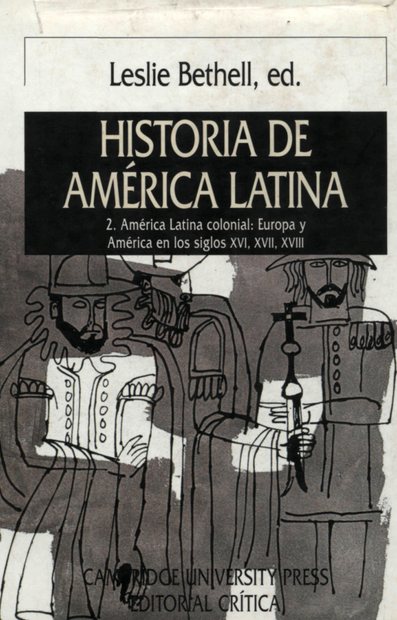 Leslie Bethell, ed.
HISTORIA DE
AMÉRICA LATINA
2. América Latina colonial: Europa y
América en los siglos XVI, XVII, XVIII
CAMBRIDGE UNIVERSITY PRESS
EDITORIAL CRÍTICA